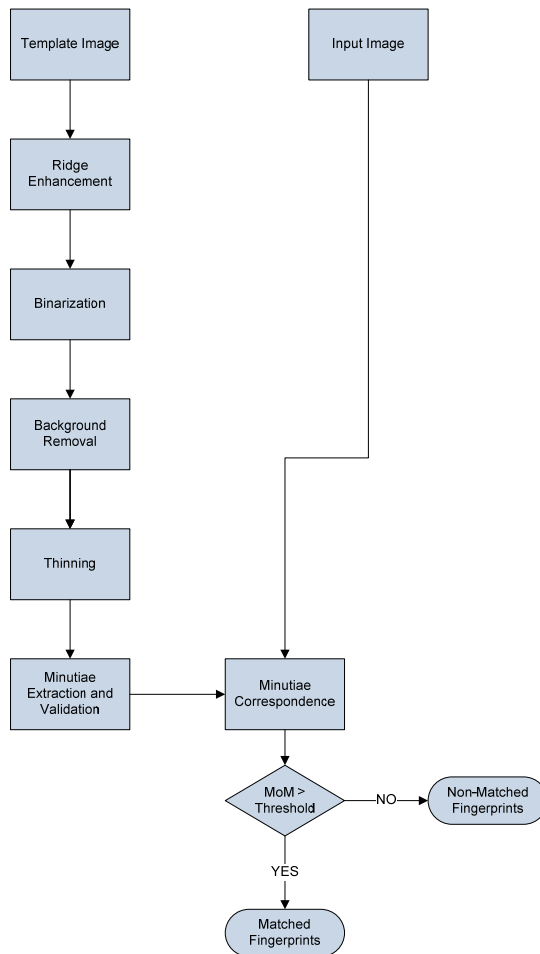 Template Image
Input Image
Ridge
Enhancement
Binarization
Background
Removal
Thinning
Minutiae
Extraction and
Validation
Minutiae
Correspondence
MoM >
Threshold
NO
Non-Matched
Fingerprints
YES
Matched
Fingerprints